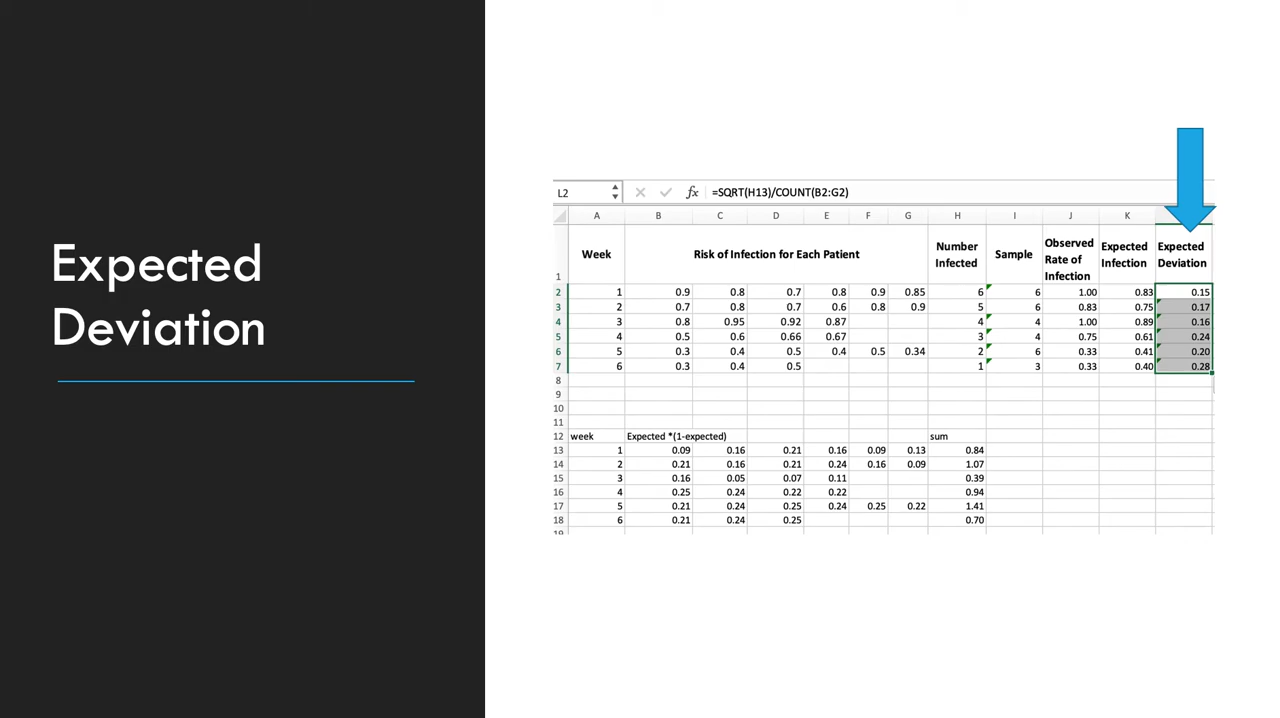 Expected
Deviation
L2 fx =SQRT(H13)/COUNT(B2:G2)
A B C D E F G H I J K
1 Week Risk of Infection for Each Patient Number Infected Sample Observed Rate of Infection Expected Infection Expected Deviation
2 1 0.9 0.8 0.7 0.8 0.9 0.85 6 6 1.00 0.83 0.15
3 2 0.7 0.8 0.7 0.6 0.8 0.9 5 6 0.83 0.75 0.17
4 3 0.8 0.95 0.92 0.87 4 4 1.00 0.89 0.16
5 4 0.5 0.6 0.66 0.67 3 4 0.75 0.61 0.24
6 5 0.3 0.4 0.5 0.4 0.5 0.34 2 6 0.33 0.41 0.20
7 6 0.3 0.4 0.5 1 3 0.33 0.40 0.28
8
9
10
11
12 week Expected *(1-expected) sum
13 1 0.09 0.16 0.21 0.16 0.09 0.13 0.84
14 2 0.21 0.16 0.21 0.24 0.16 0.09 1.07
15 3 0.16 0.05 0.07 0.11 0.39
16 4 0.25 0.24 0.22 0.22 0.94
17 5 0.21 0.24 0.25 0.24 0.25 0.22 1.41
18 6 0.21 0.24 0.25 0.70
19